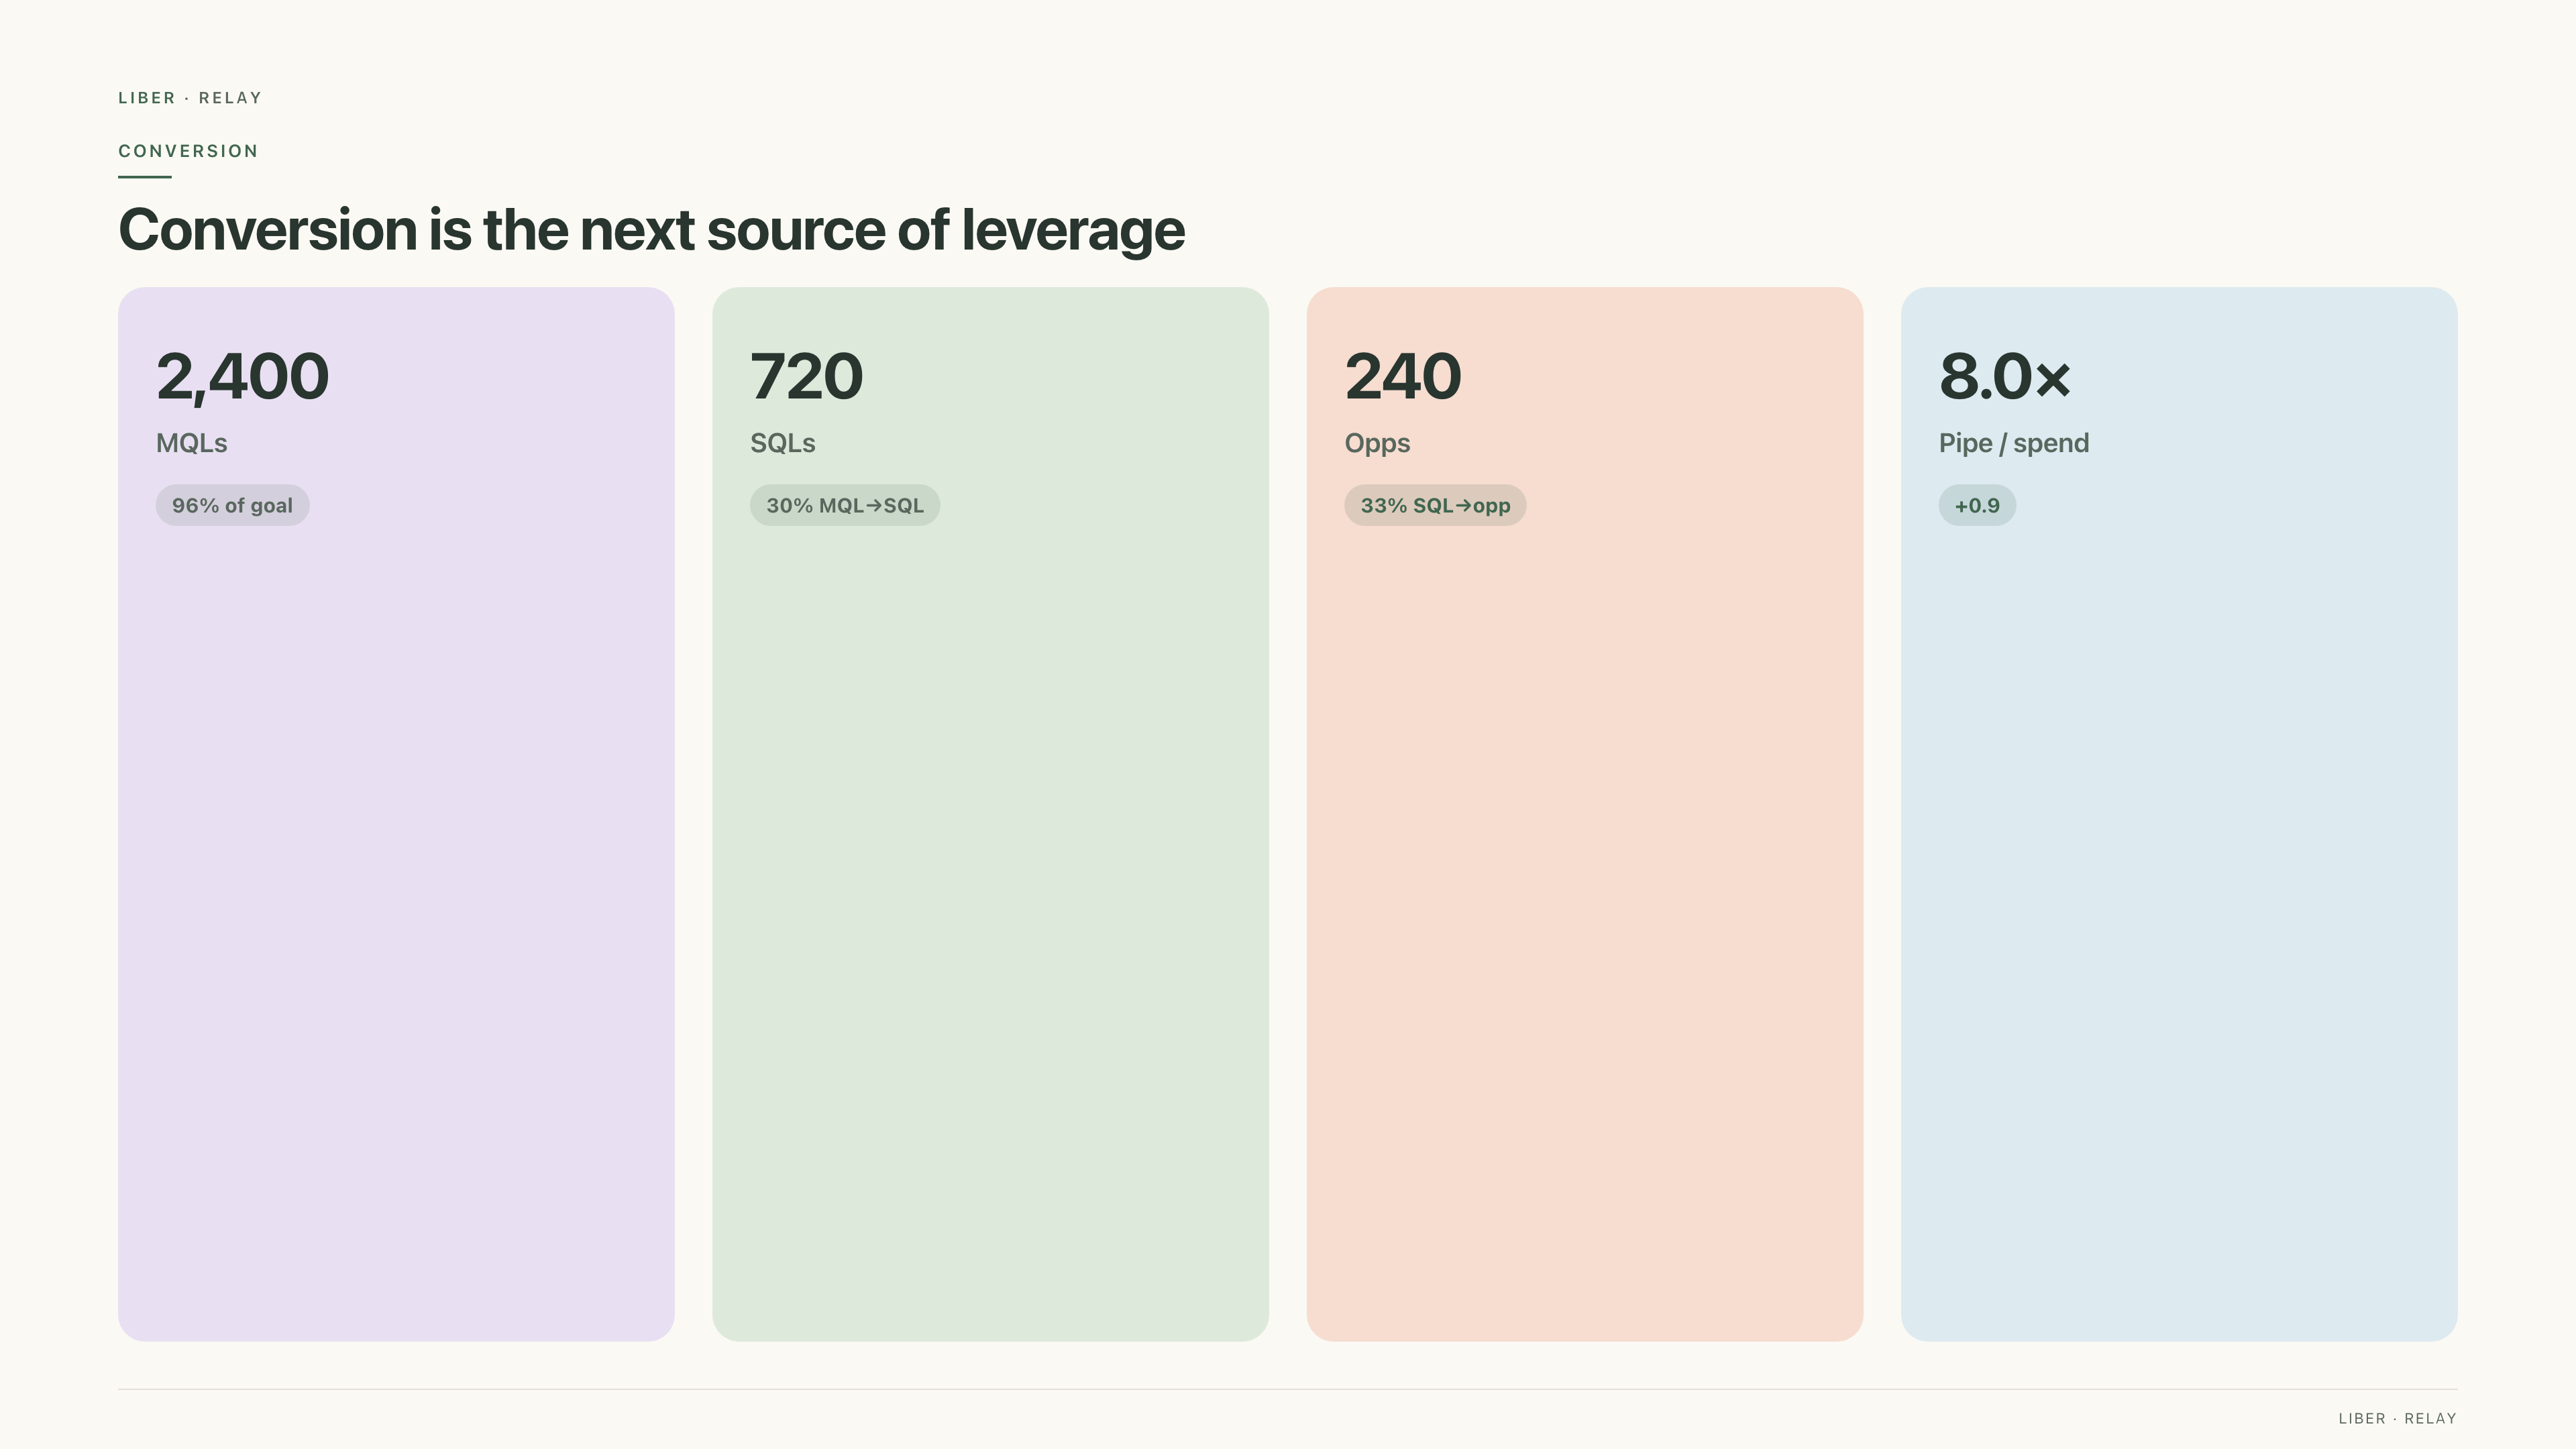 LIBER · RELAY
CONVERSION
Conversion is the next source of leverage
2,400
MQLs
96% of goal
720
SQLs
30% MQL→SQL
240
Opps
33% SQL→opp
8.0×
Pipe / spend
+0.9
LIBER · RELAY